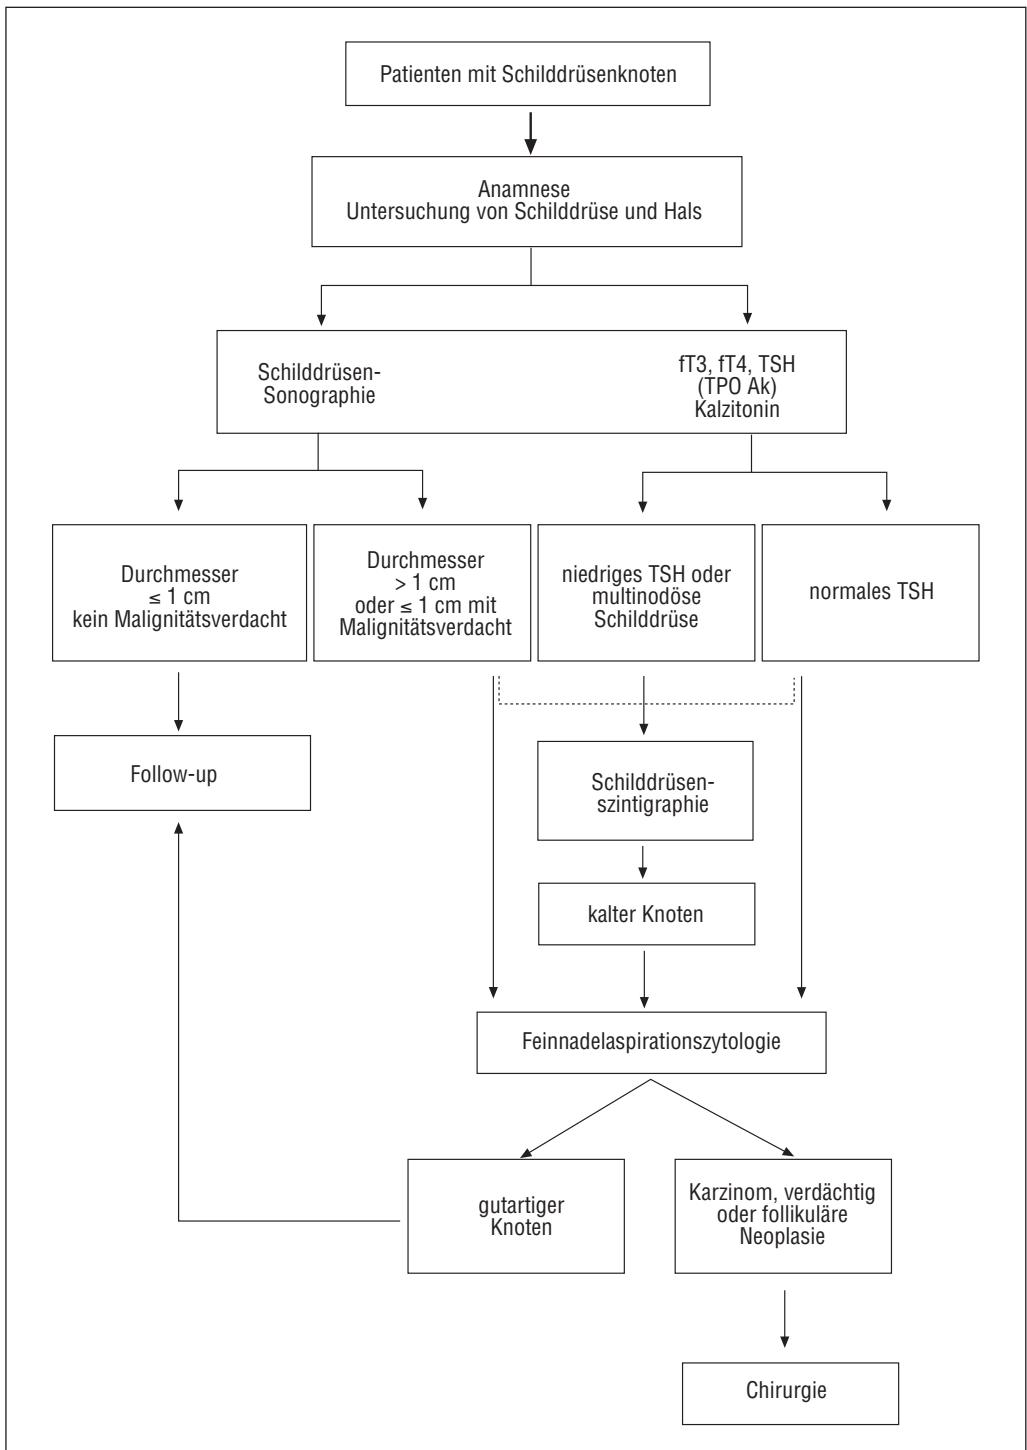 Patienten mit Schilddrüsenknoten
Anamnese
Untersuchung von Schilddrüse und Hals
Schilddrüsen-
Sonographie
fT3, fT4, TSH
(TPO Ak)
Kalzitonin
Durchmesser
≤ 1 cm
kein Malignitätsverdacht
Durchmesser
> 1 cm
oder ≤ 1 cm mit
Malignitätsverdacht
niedriges TSH oder
multinodöse
Schilddrüse
normales TSH
Follow-up
Schilddrüsen-
szintigraphie
kalter Knoten
Feinnadelaspirationszytologie
gutartiger
Knoten
Karzinom, verdächtig
oder follikuläre
Neoplasie
Chirurgie